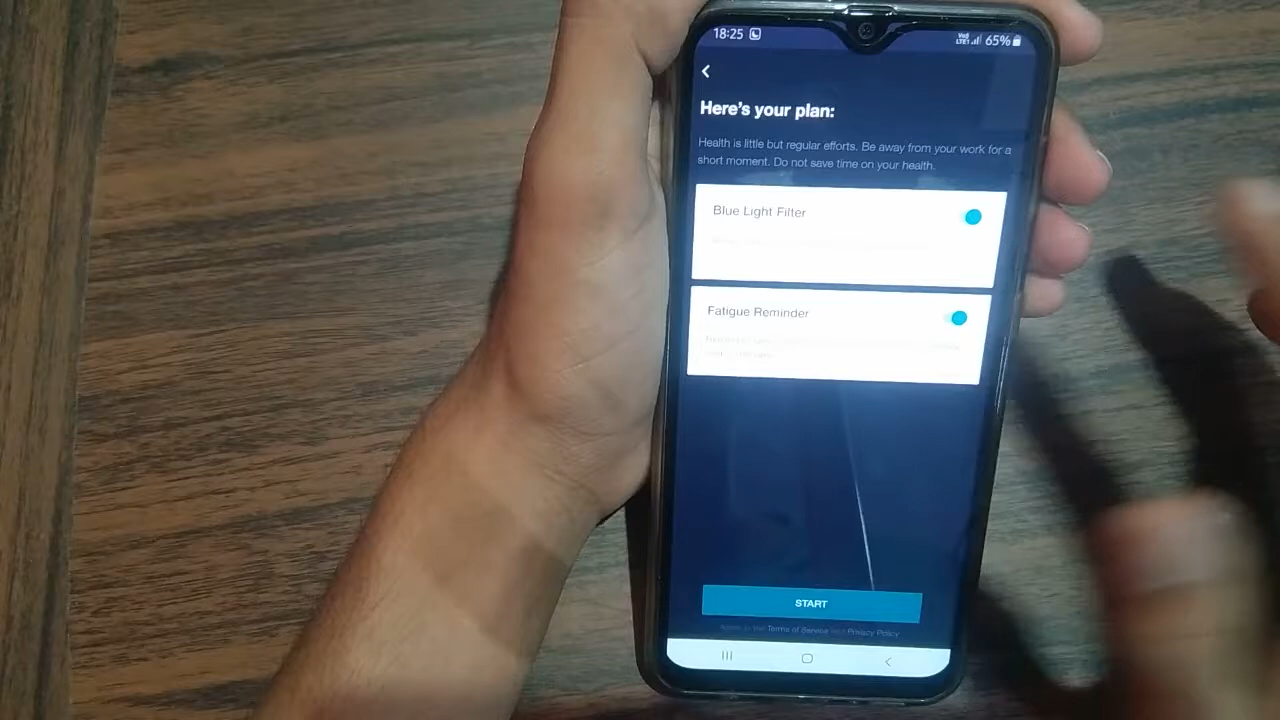 18:25 65%
Here's your plan:
Health is little but regular efforts. Be away from your work for a
short moment. Do not save time on your health.
Blue Light Filter
Fatigue Reminder
START
Terms of Service Privacy Policy